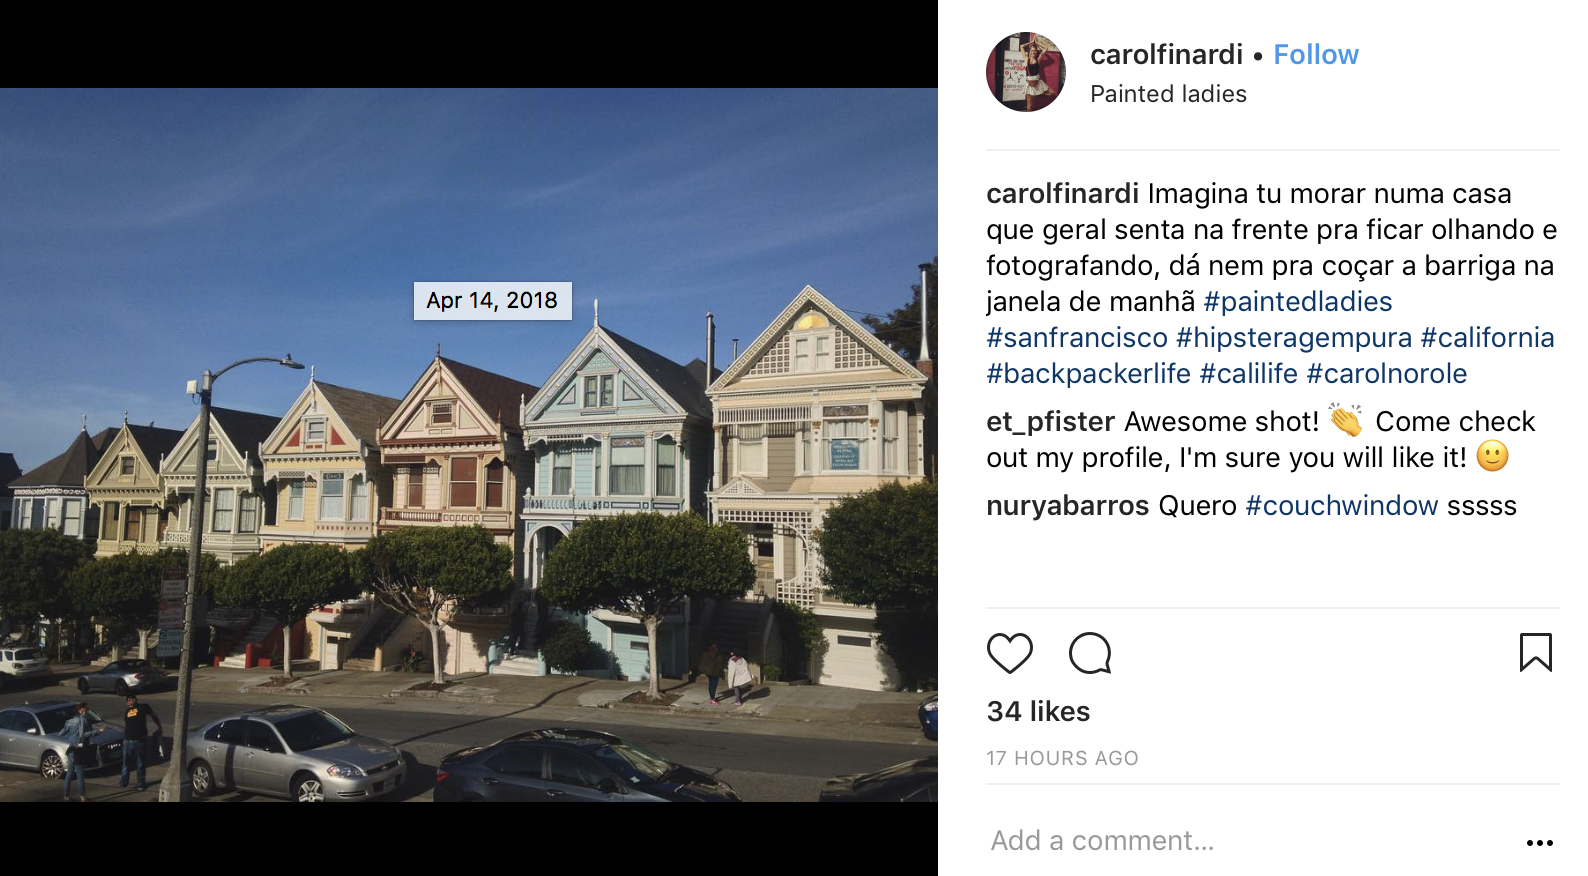 Apr 14, 2018
carolfinardi • Follow
Painted ladies
carolfinardi Imagina tu morar numa casa
que geral senta na frente pra ficar olhando e
fotografando, dá nem pra coçar a barriga na
janela de manhã #paintedladies
#sanfrancisco #hipsteragempura #california
#backpackerlife #calilife #carolnorole
et_pfister Awesome shot! 👏 Come check
out my profile, I'm sure you will like it! 🙂
nuryabarros Quero #couchwindow sssss
34 likes
17 HOURS AGO
Add a comment...